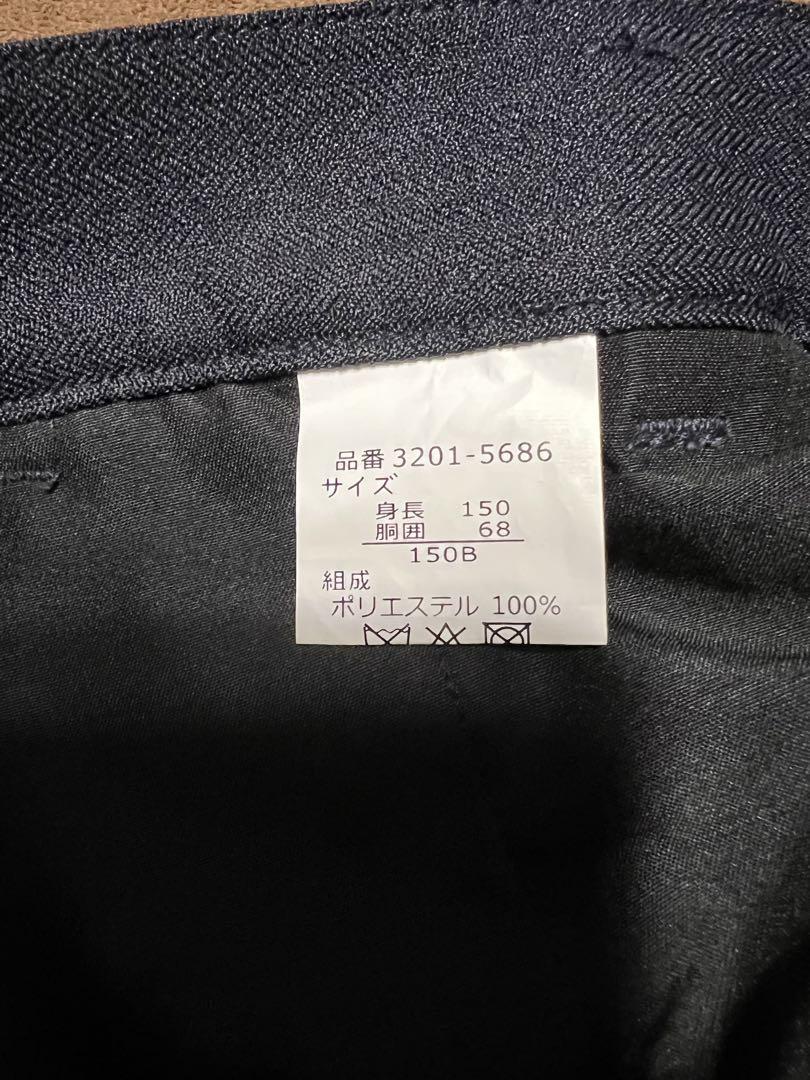 品番 3201-5686
サイズ
身長 150
胴囲 68
150B
組成
ポリエステル 100%